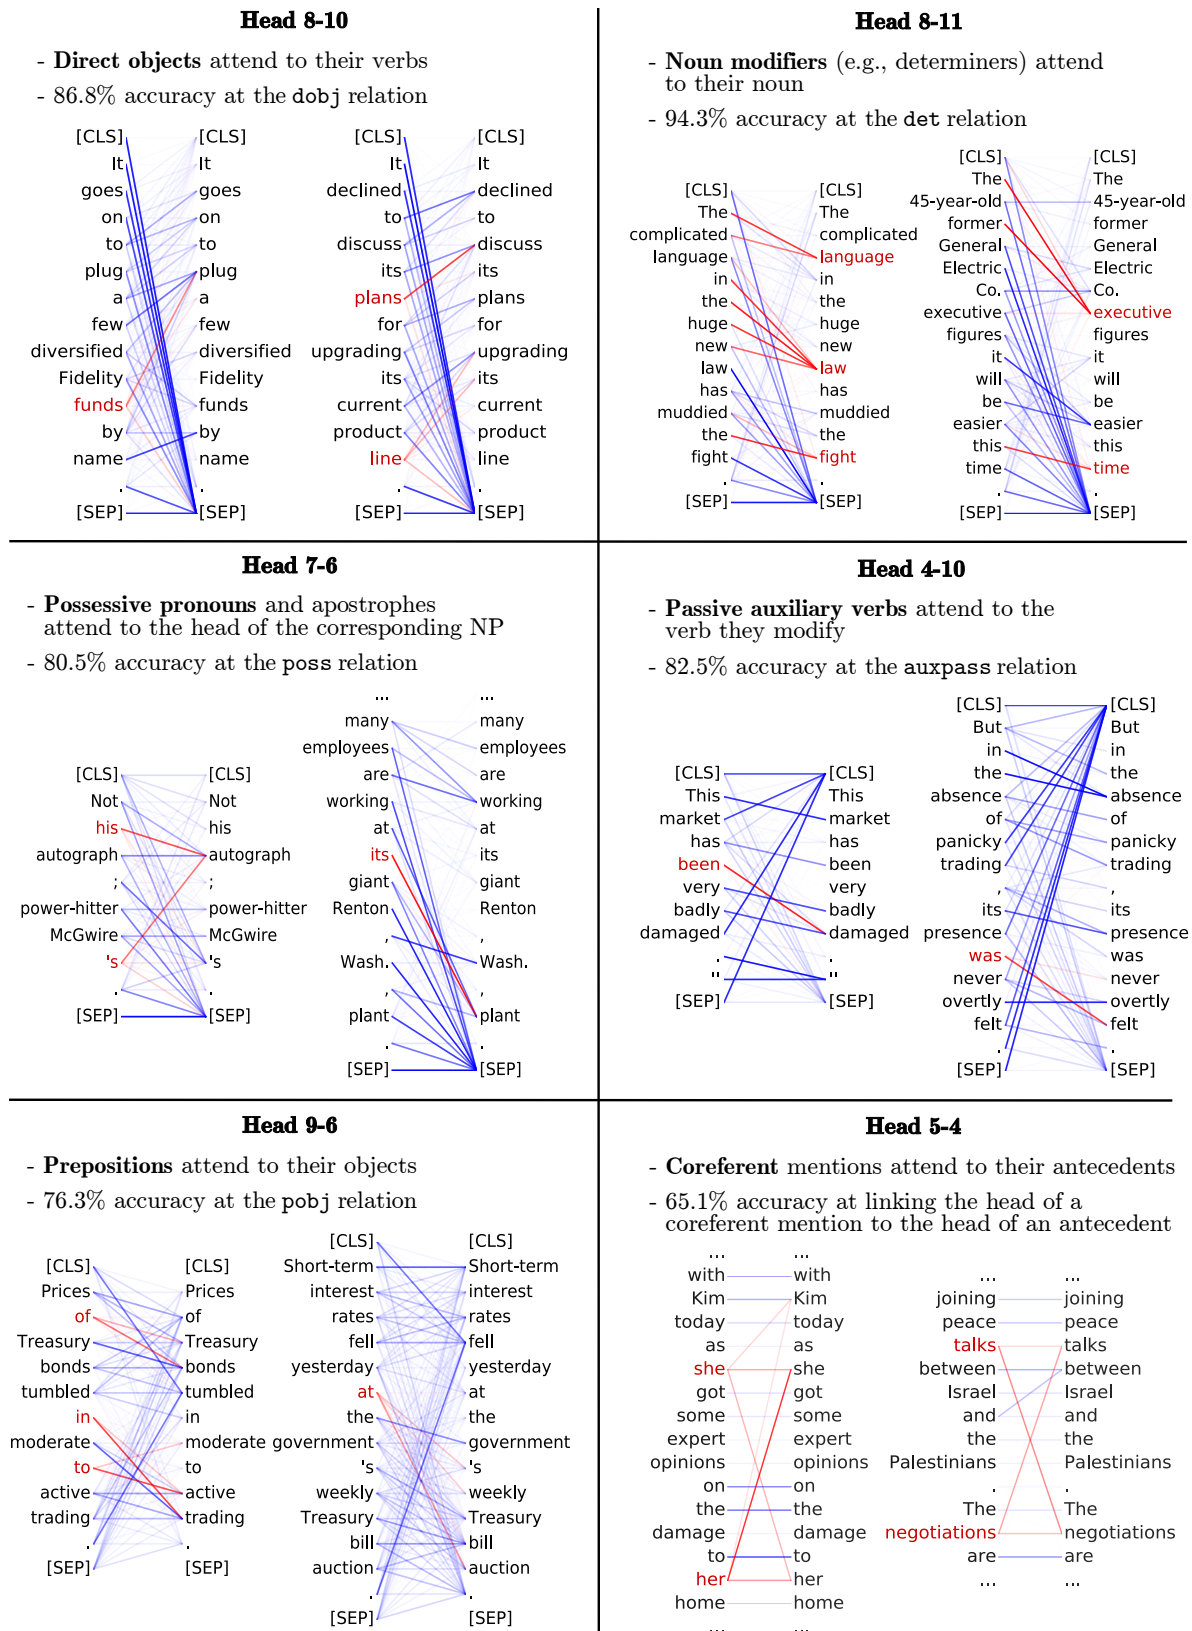 Head 8-10
- Direct objects attend to their verbs
- 86.8% accuracy at the dobj relation
[CLS] [CLS]
It It
goes goes
on on
to to
plug plug
a a
few few
diversified diversified
Fidelity Fidelity
funds funds
by by
name name
. .
[SEP] [SEP]
[CLS] [CLS]
It It
declined declined
to to
discuss discuss
its its
plans plans
for for
upgrading upgrading
its its
current current
product product
line line
. .
[SEP] [SEP]
Head 8-11
- Noun modifiers (e.g., determiners) attend
to their noun
- 94.3% accuracy at the det relation
[CLS] [CLS]
The The
complicated complicated
language language
in in
the the
huge huge
new new
law law
has has
muddied muddied
the the
fight fight
. .
[SEP] [SEP]
[CLS] [CLS]
The The
45-year-old 45-year-old
former former
General General
Electric Electric
Co. Co.
executive executive
figures figures
it it
will will
be be
easier easier
this this
time time
. .
[SEP] [SEP]
Head 7-6
- Possessive pronouns and apostrophes
attend to the head of the corresponding NP
- 80.5% accuracy at the poss relation
[CLS] [CLS]
Not Not
his his
autograph autograph
; ;
power-hitter power-hitter
McGwire McGwire
's 's
. .
[SEP] [SEP]
...
many many
employees employees
are are
working working
at at
its its
giant giant
Renton Renton
, ,
Wash. Wash.
, ,
plant plant
. .
[SEP] [SEP]
Head 4-10
- Passive auxiliary verbs attend to the
verb they modify
- 82.5% accuracy at the auxpass relation
[CLS] [CLS]
This This
market market
has has
been been
very very
badly badly
damaged damaged
. .
" "
[SEP] [SEP]
[CLS] [CLS]
But But
in in
the the
absence absence
of of
panicky panicky
trading trading
, ,
its its
presence presence
was was
never never
overtly overtly
felt felt
. .
[SEP] [SEP]
Head 9-6
- Prepositions attend to their objects
- 76.3% accuracy at the pobj relation
[CLS] [CLS]
Prices Prices
of of
Treasury Treasury
bonds bonds
tumbled tumbled
in in
moderate moderate
to to
active active
trading trading
. .
[SEP] [SEP]
[CLS] [CLS]
Short-term Short-term
interest interest
rates rates
fell fell
yesterday yesterday
at at
the the
government government
's 's
weekly weekly
Treasury Treasury
bill bill
auction auction
. .
[SEP] [SEP]
Head 5-4
- Coreferent mentions attend to their antecedents
- 65.1% accuracy at linking the head of a
coreferent mention to the head of an antecedent
... ...
with with
Kim Kim
today today
as as
she she
got got
some some
expert expert
opinions opinions
on on
the the
damage damage
to to
her her
home home
... ...
... ...
joining joining
peace peace
talks talks
between between
Israel Israel
and and
the the
Palestinians Palestinians
. .
The The
negotiations negotiations
are are
... ...